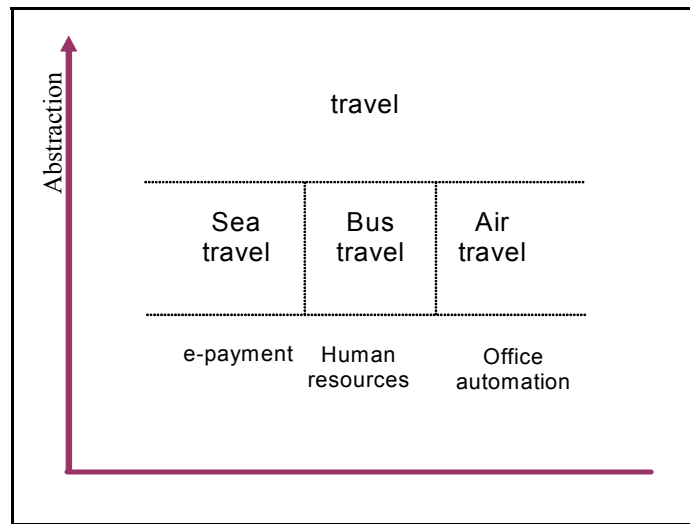 Abstraction
travel
Sea
travel
Bus
travel
Air
travel
e-payment
Human
resources
Office
automation